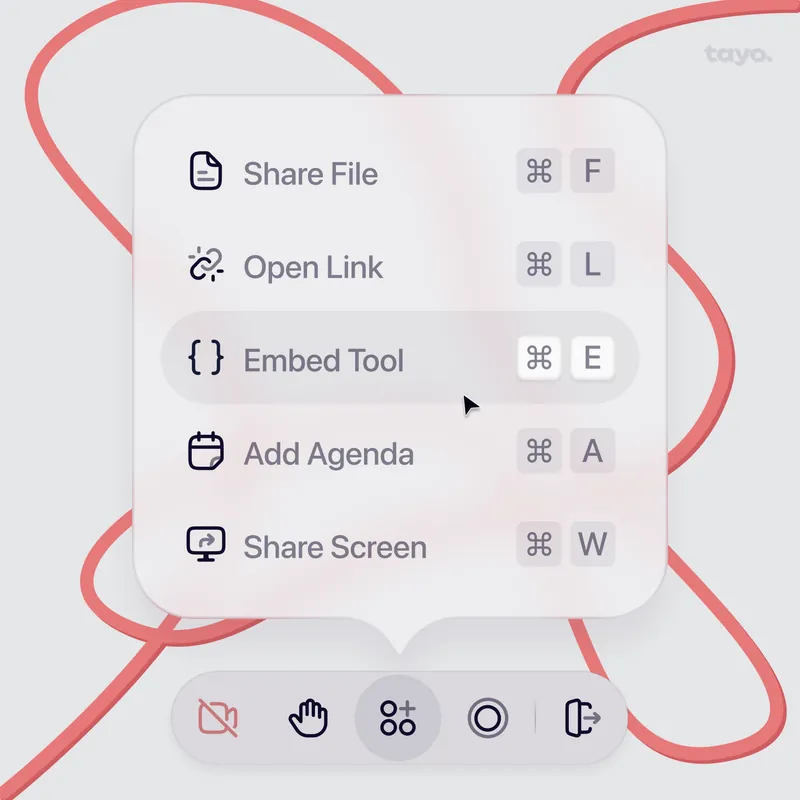 tayo.
Share File ⌘ F
Open Link ⌘ L
Embed Tool ⌘ E
Add Agenda ⌘ A
Share Screen ⌘ W